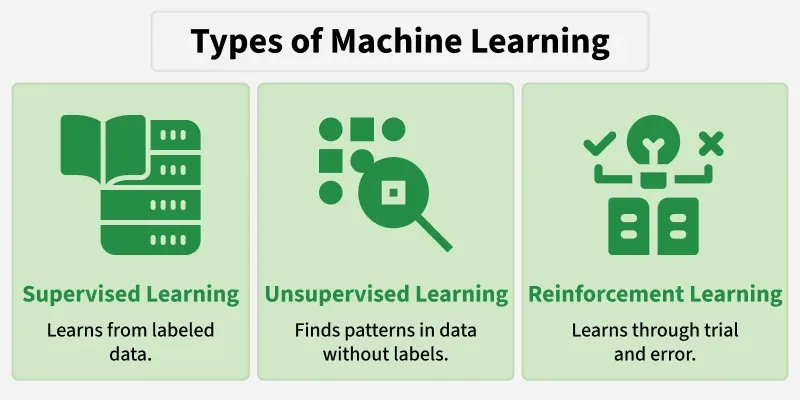 Types of Machine Learning
Supervised Learning
Learns from labeled
data.
Unsupervised Learning
Finds patterns in data
without labels.
Reinforcement Learning
Learns through trial
and error.